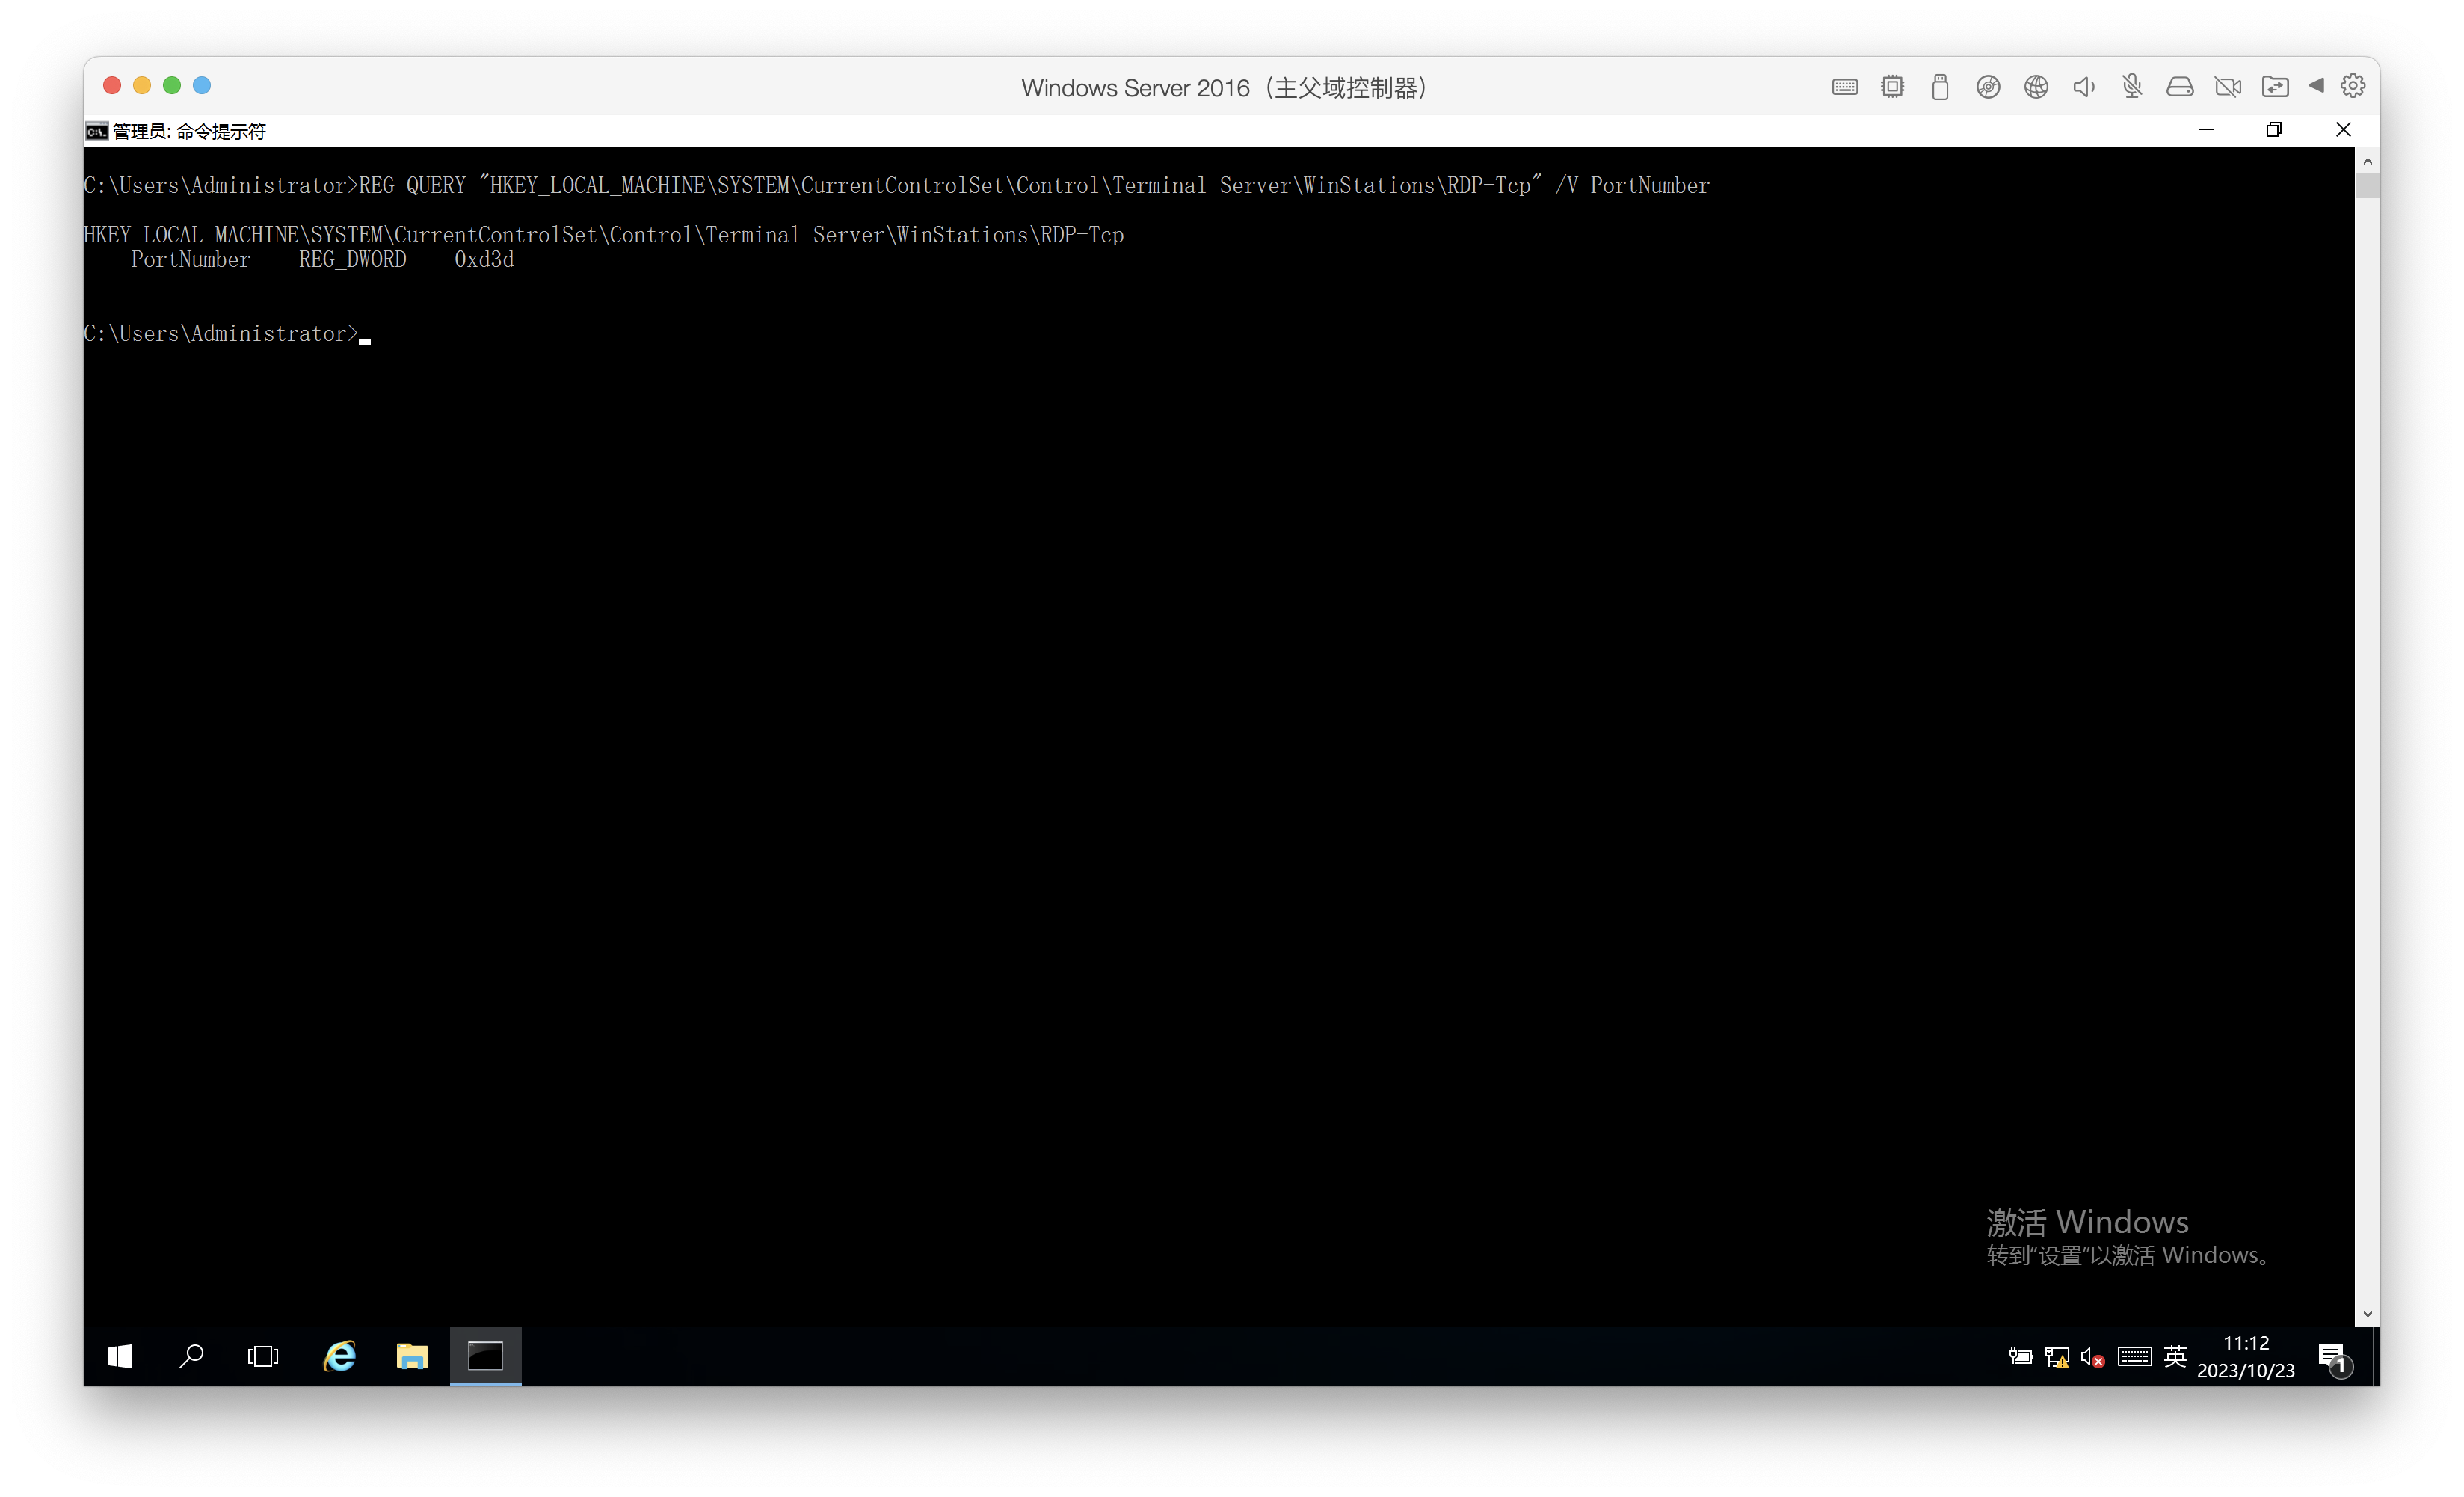 Windows Server 2016（主父域控制器）
管理员: 命令提示符
C:\Users\Administrator>REG QUERY "HKEY_LOCAL_MACHINE\SYSTEM\CurrentControlSet\Control\Terminal Server\WinStations\RDP-Tcp" /V PortNumber
HKEY_LOCAL_MACHINE\SYSTEM\CurrentControlSet\Control\Terminal Server\WinStations\RDP-Tcp
    PortNumber    REG_DWORD    0xd3d
C:\Users\Administrator>
激活 Windows
转到“设置”以激活 Windows。
英
11:12
2023/10/23
1